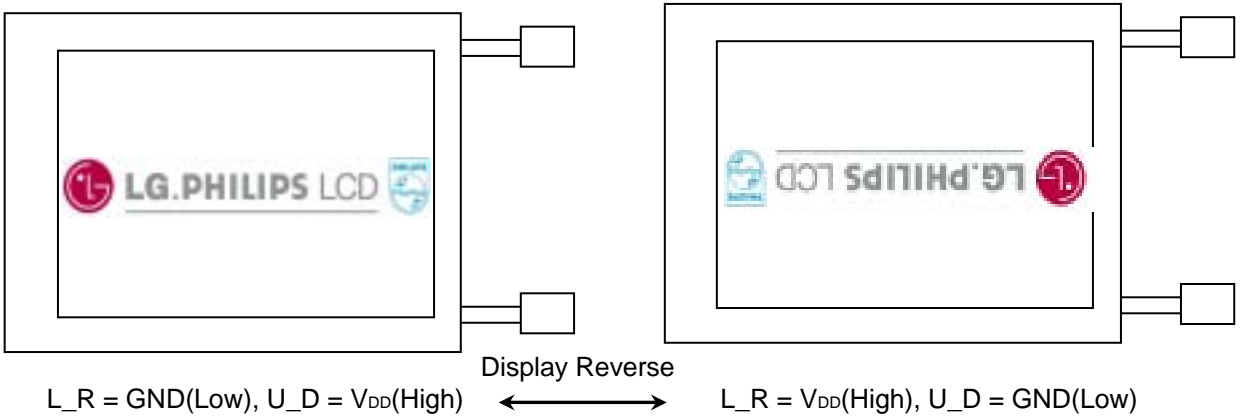 LG.PHILIPS LCD
LG.PHILIPS LCD
Display Reverse
L_R = GND(Low), U_D = VDD(High)
L_R = VDD(High), U_D = GND(Low)